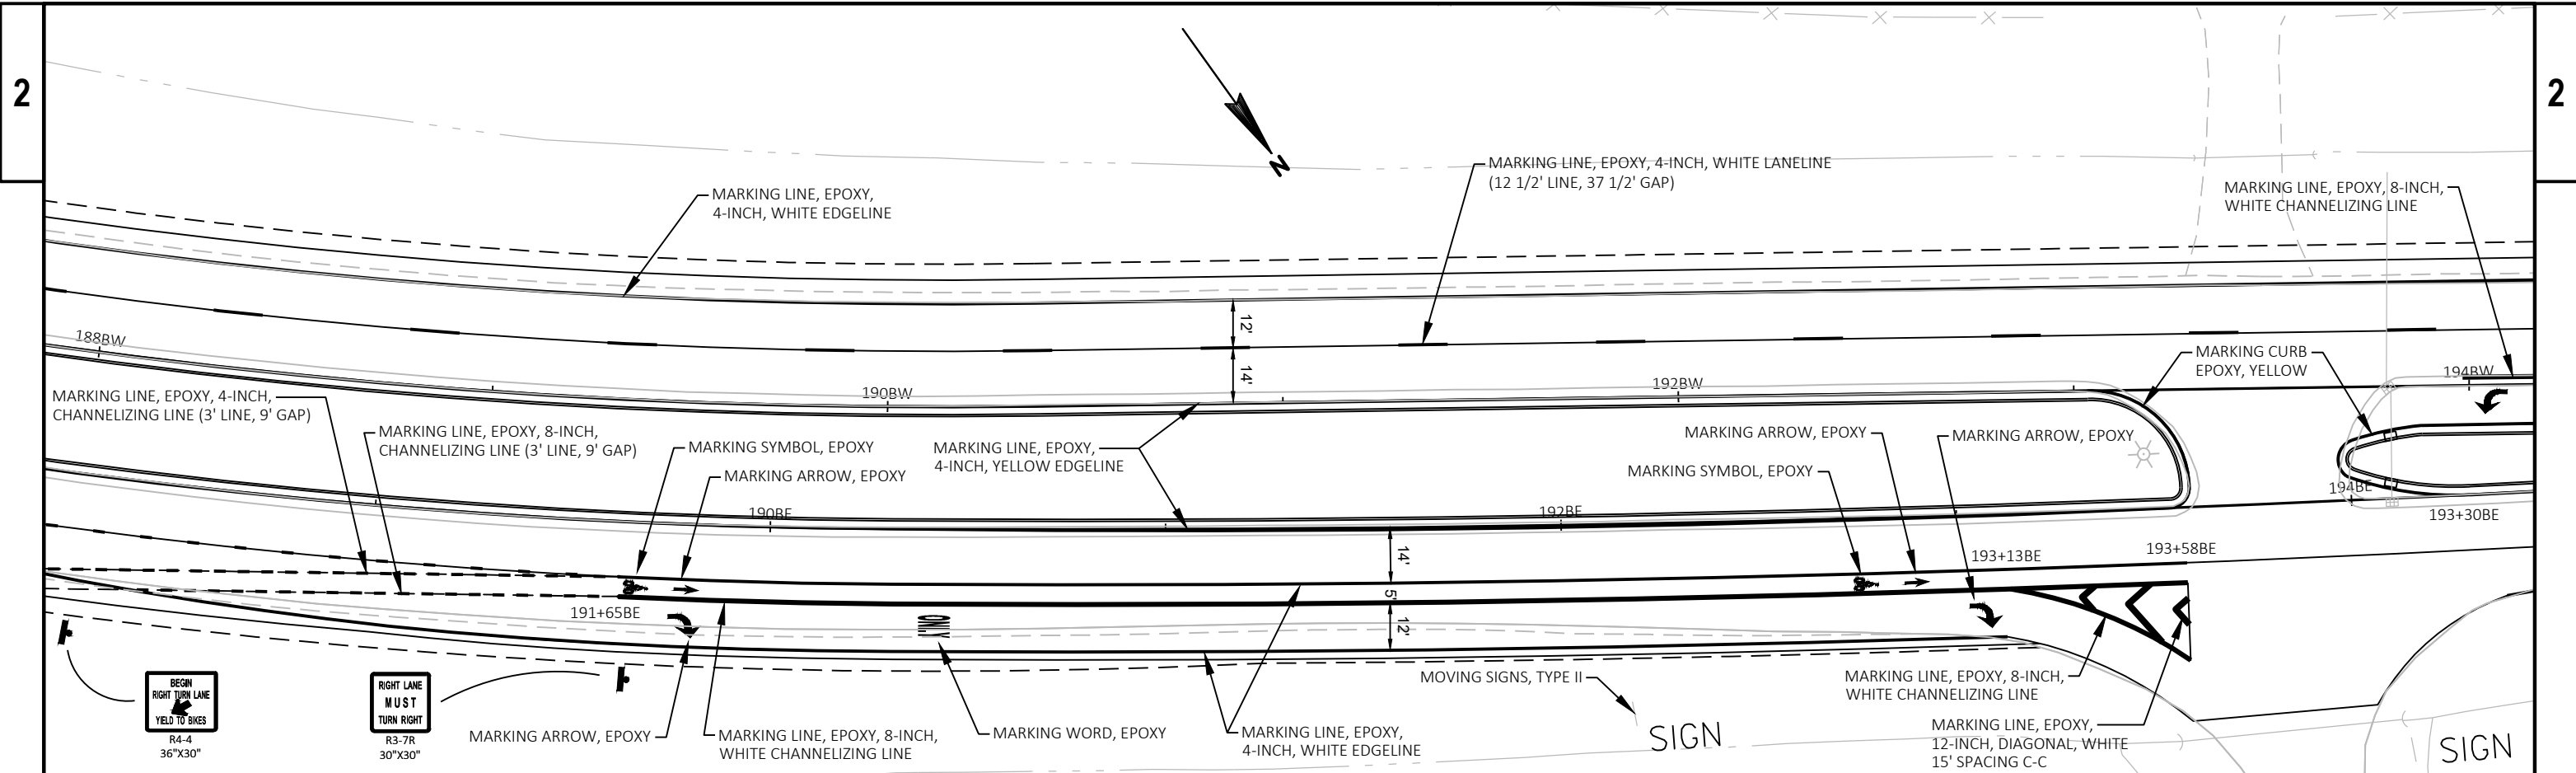 2
2
N
MARKING LINE, EPOXY,
4-INCH, WHITE EDGELINE
MARKING LINE, EPOXY, 4-INCH, WHITE LANELINE
(12 1/2' LINE, 37 1/2' GAP)
MARKING LINE, EPOXY, 8-INCH,
WHITE CHANNELIZING LINE
12'
14'
188BW
190BW
192BW
194BW
MARKING CURB
EPOXY, YELLOW
MARKING LINE, EPOXY, 4-INCH,
CHANNELIZING LINE (3' LINE, 9' GAP)
MARKING LINE, EPOXY, 8-INCH,
CHANNELIZING LINE (3' LINE, 9' GAP)
MARKING SYMBOL, EPOXY
MARKING ARROW, EPOXY
MARKING LINE, EPOXY,
4-INCH, YELLOW EDGELINE
MARKING ARROW, EPOXY
MARKING SYMBOL, EPOXY
MARKING ARROW, EPOXY
190BE
192BE
194BE
193+30BE
193+13BE
193+58BE
14'
5'
12'
191+65BE
ONLY
BEGIN
RIGHT TURN LANE
YIELD TO BIKES
R4-4
36"X30"
RIGHT LANE
MUST
TURN RIGHT
R3-7R
30"X30"
MARKING ARROW, EPOXY
MARKING LINE, EPOXY, 8-INCH,
WHITE CHANNELIZING LINE
MARKING WORD, EPOXY
MARKING LINE, EPOXY,
4-INCH, WHITE EDGELINE
MOVING SIGNS, TYPE II
SIGN
MARKING LINE, EPOXY, 8-INCH,
WHITE CHANNELIZING LINE
MARKING LINE, EPOXY,
12-INCH, DIAGONAL, WHITE
15' SPACING C-C
SIGN